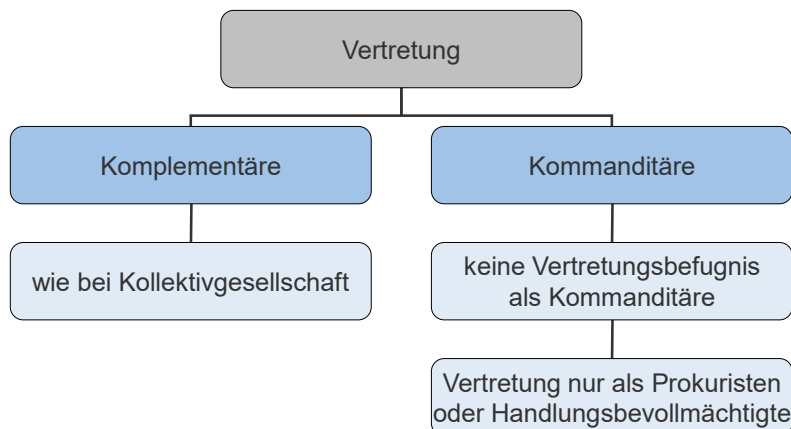 Vertretung
Komplementäre
Kommanditäre
wie bei Kollektivgesellschaft
keine Vertretungsbefugnis
als Kommanditäre
Vertretung nur als Prokuristen
oder Handlungsbevollmächtigte